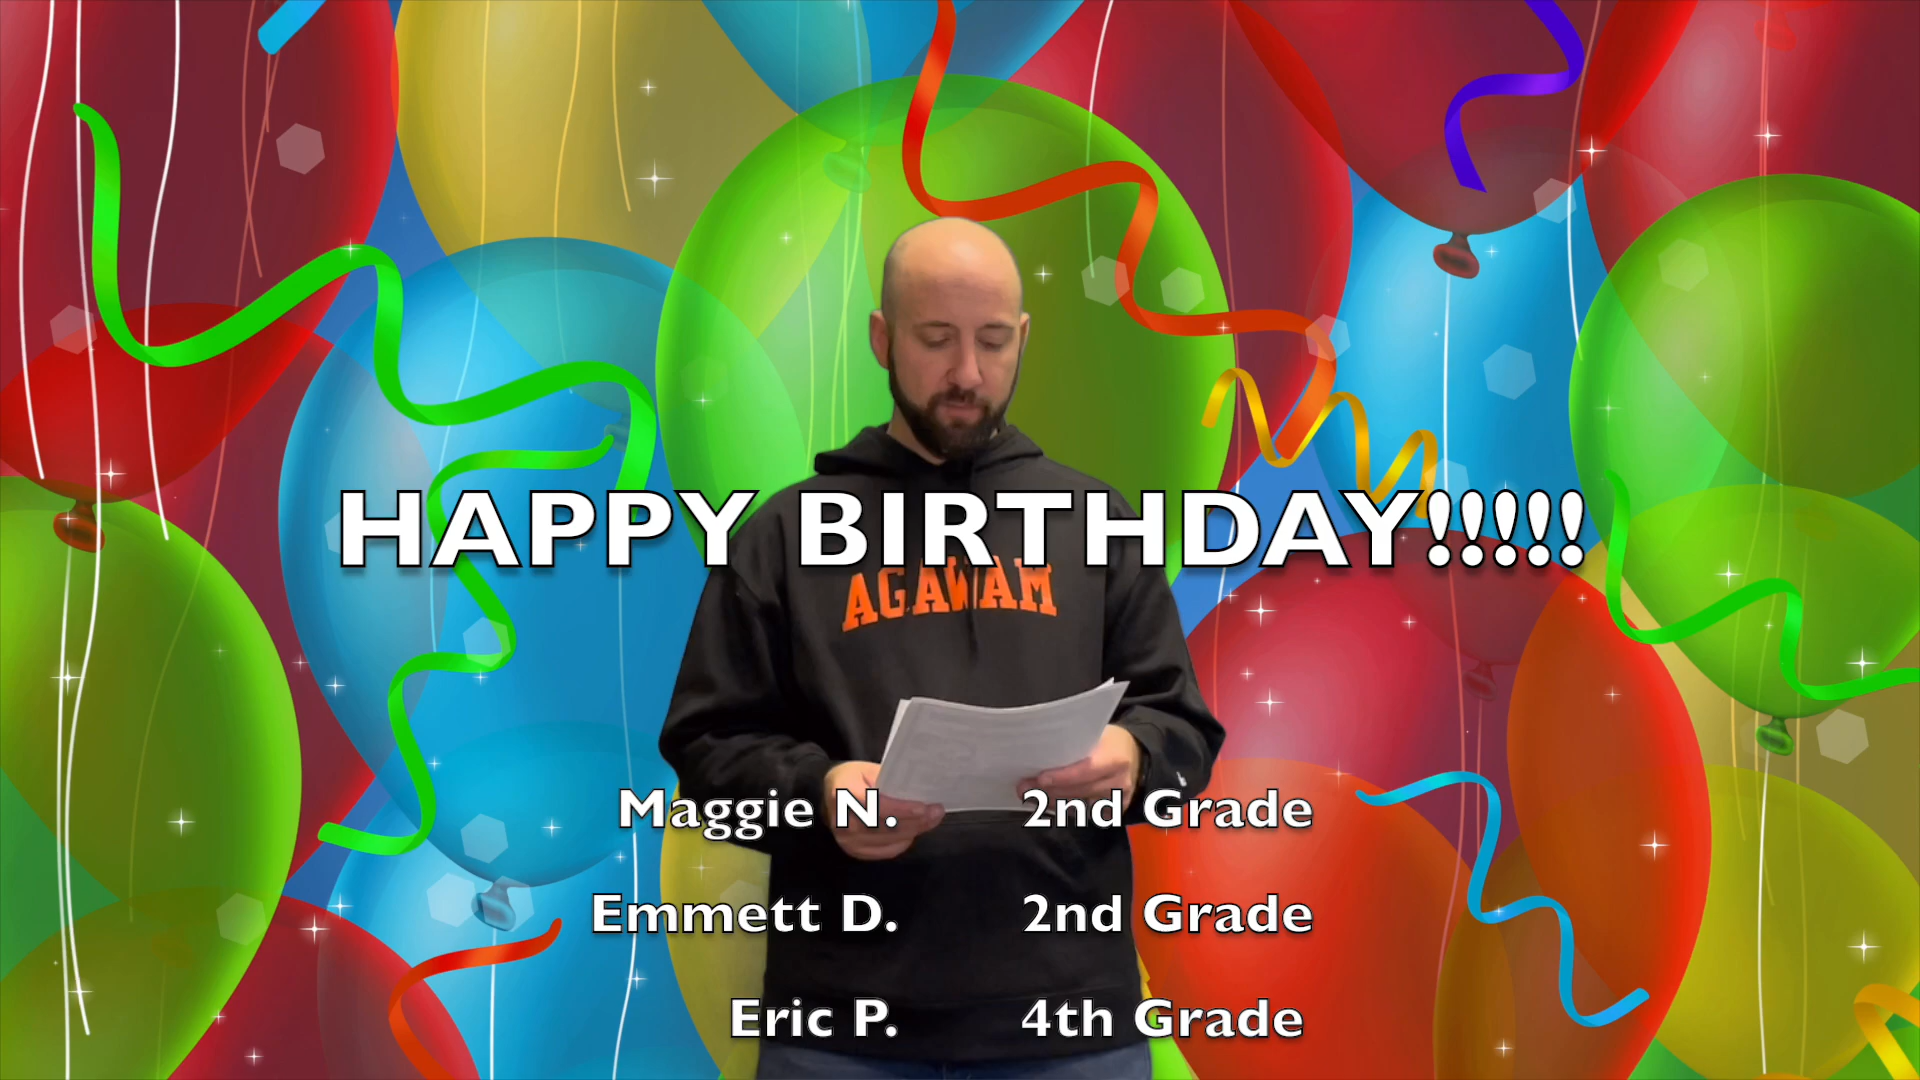 HAPPY BIRTHDAY!!!!!
AGAWAM
Maggie N. 2nd Grade
Emmett D. 2nd Grade
Eric P. 4th Grade